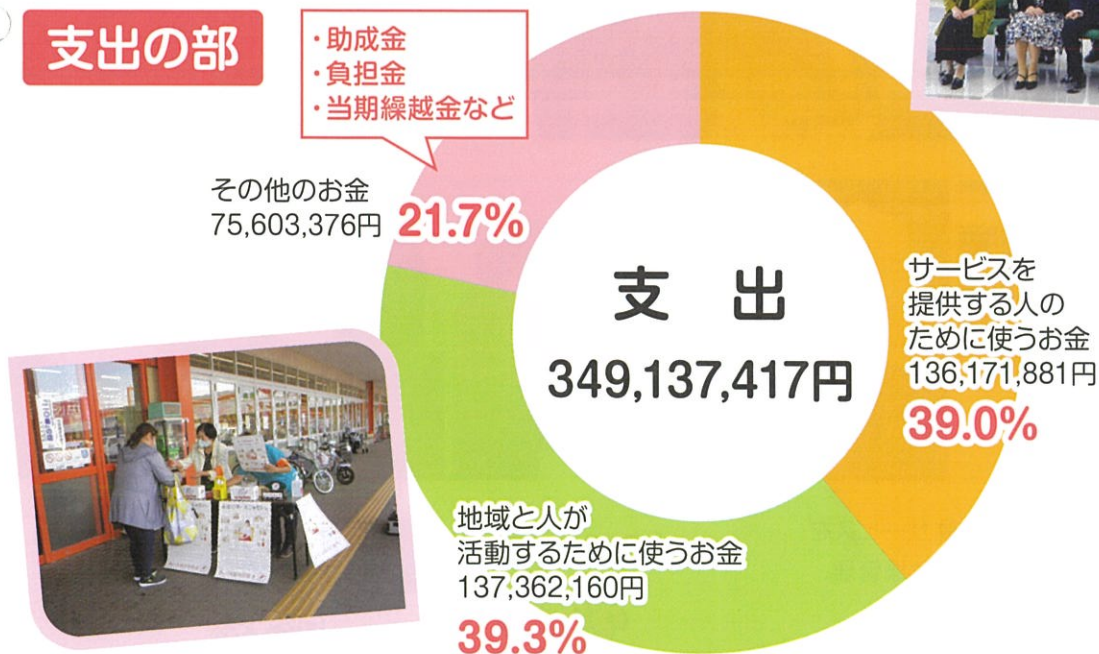 支出の部
・助成金
・負担金
・当期繰越金など
その他のお金
75,603,376円 21.7%
支 出
349,137,417円
サービスを
提供する人の
ために使うお金
136,171,881円
39.0%
地域と人が
活動するために使うお金
137,362,160円
39.3%